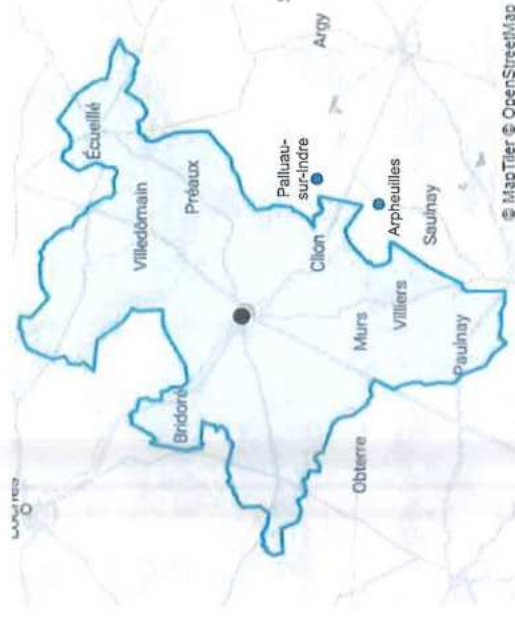 Écueillé
Villedômain
Bridoré
Préaux
Palluau-
sur-Indre
Clion
Argy
Obterre
Murs
Arpheuilles
Villiers
Saulnay
Paulnay
© MapTiler © OpenStreetMap